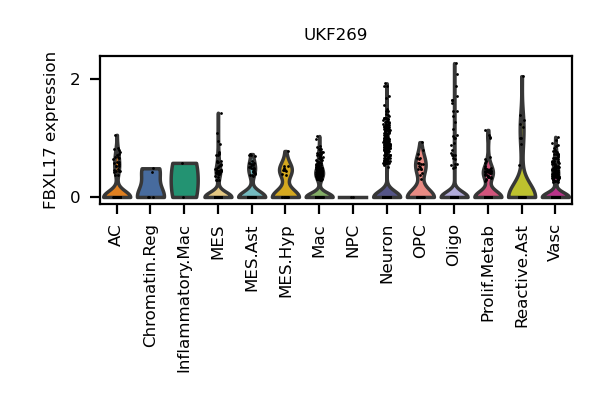 UKF269
FBXL17 expression
2
0
AC
Chromatin.Reg
Inflammatory.Mac
MES
MES.Ast
MES.Hyp
Mac
NPC
Neuron
OPC
Oligo
Prolif.Metab
Reactive.Ast
Vasc